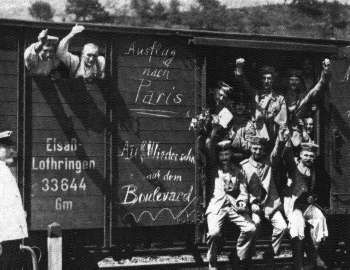 Ausflug
nach
Paris
Auf Wiedersehn
auf dem
Boulevard
Elsaß-
Lothringen
33644
Gm